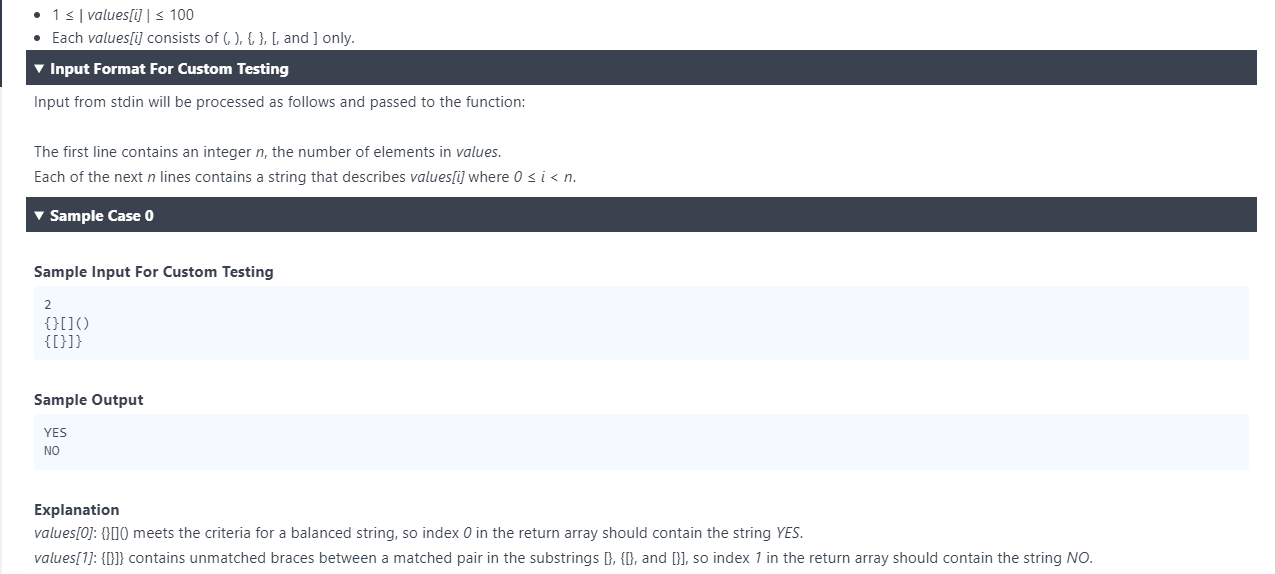 • 1 ≤ | values[i] | ≤ 100
• Each values[i] consists of (, ), {, }, [, and ] only.
▼ Input Format For Custom Testing
Input from stdin will be processed as follows and passed to the function:
The first line contains an integer n, the number of elements in values.
Each of the next n lines contains a string that describes values[i] where 0 ≤ i < n.
▼ Sample Case 0
Sample Input For Custom Testing
2
{}[]()
{[}]}
Sample Output
YES
NO
Explanation
values[0]: {}[]() meets the criteria for a balanced string, so index 0 in the return array should contain the string YES.
values[1]: {[}]} contains unmatched braces between a matched pair in the substrings [}, {[}, and [}], so index 1 in the return array should contain the string NO.